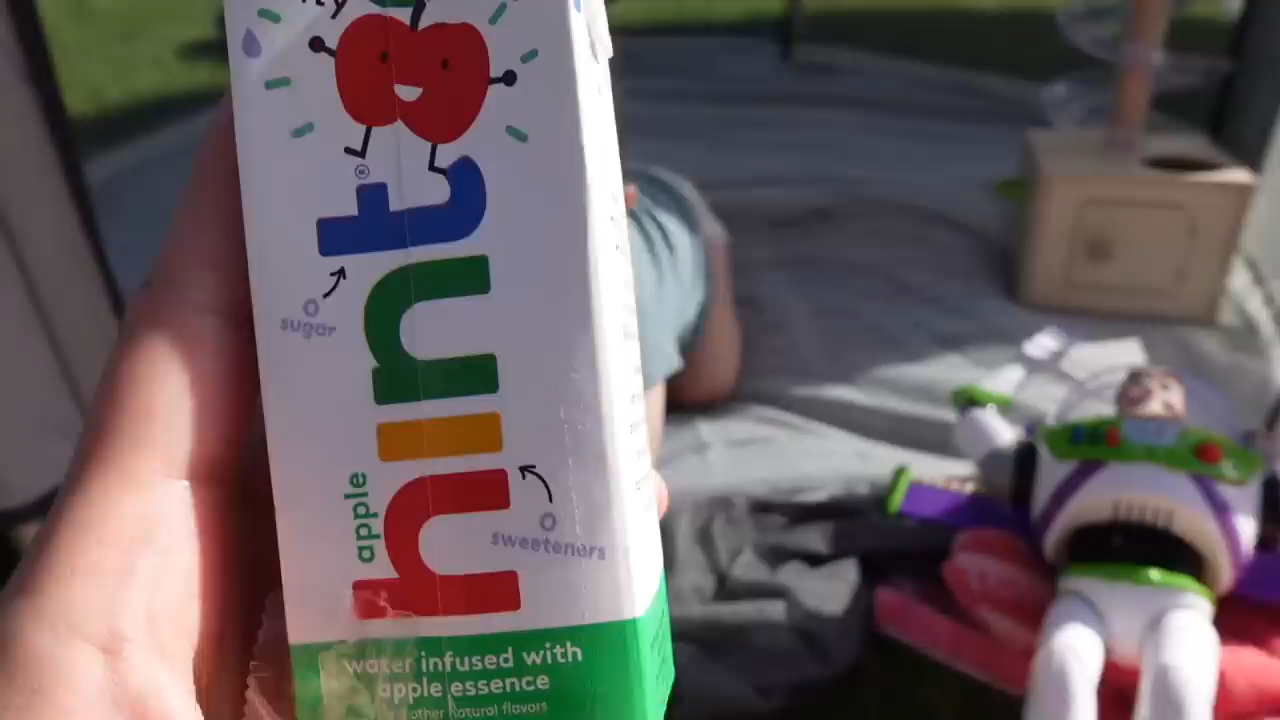 hint®
apple
0
sugar
0
sweeteners
water infused with
apple essence
other natural flavors